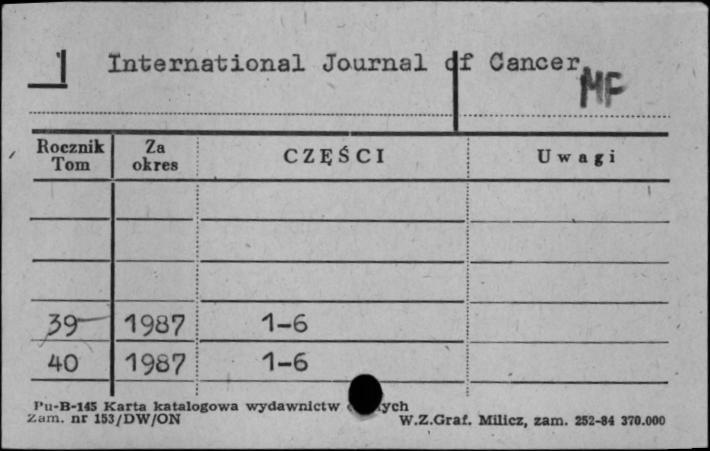 International Journal of Cancer
MF
Rocznik Tom Za okres CZĘŚCI Uwagi
39 1987 1-6
40 1987 1-6
Pu-B-145 Karta katalogowa wydawnictw
Zam. nr 153/DW/ON W.Z.Graf. Milicz, zam. 252-84 370.000